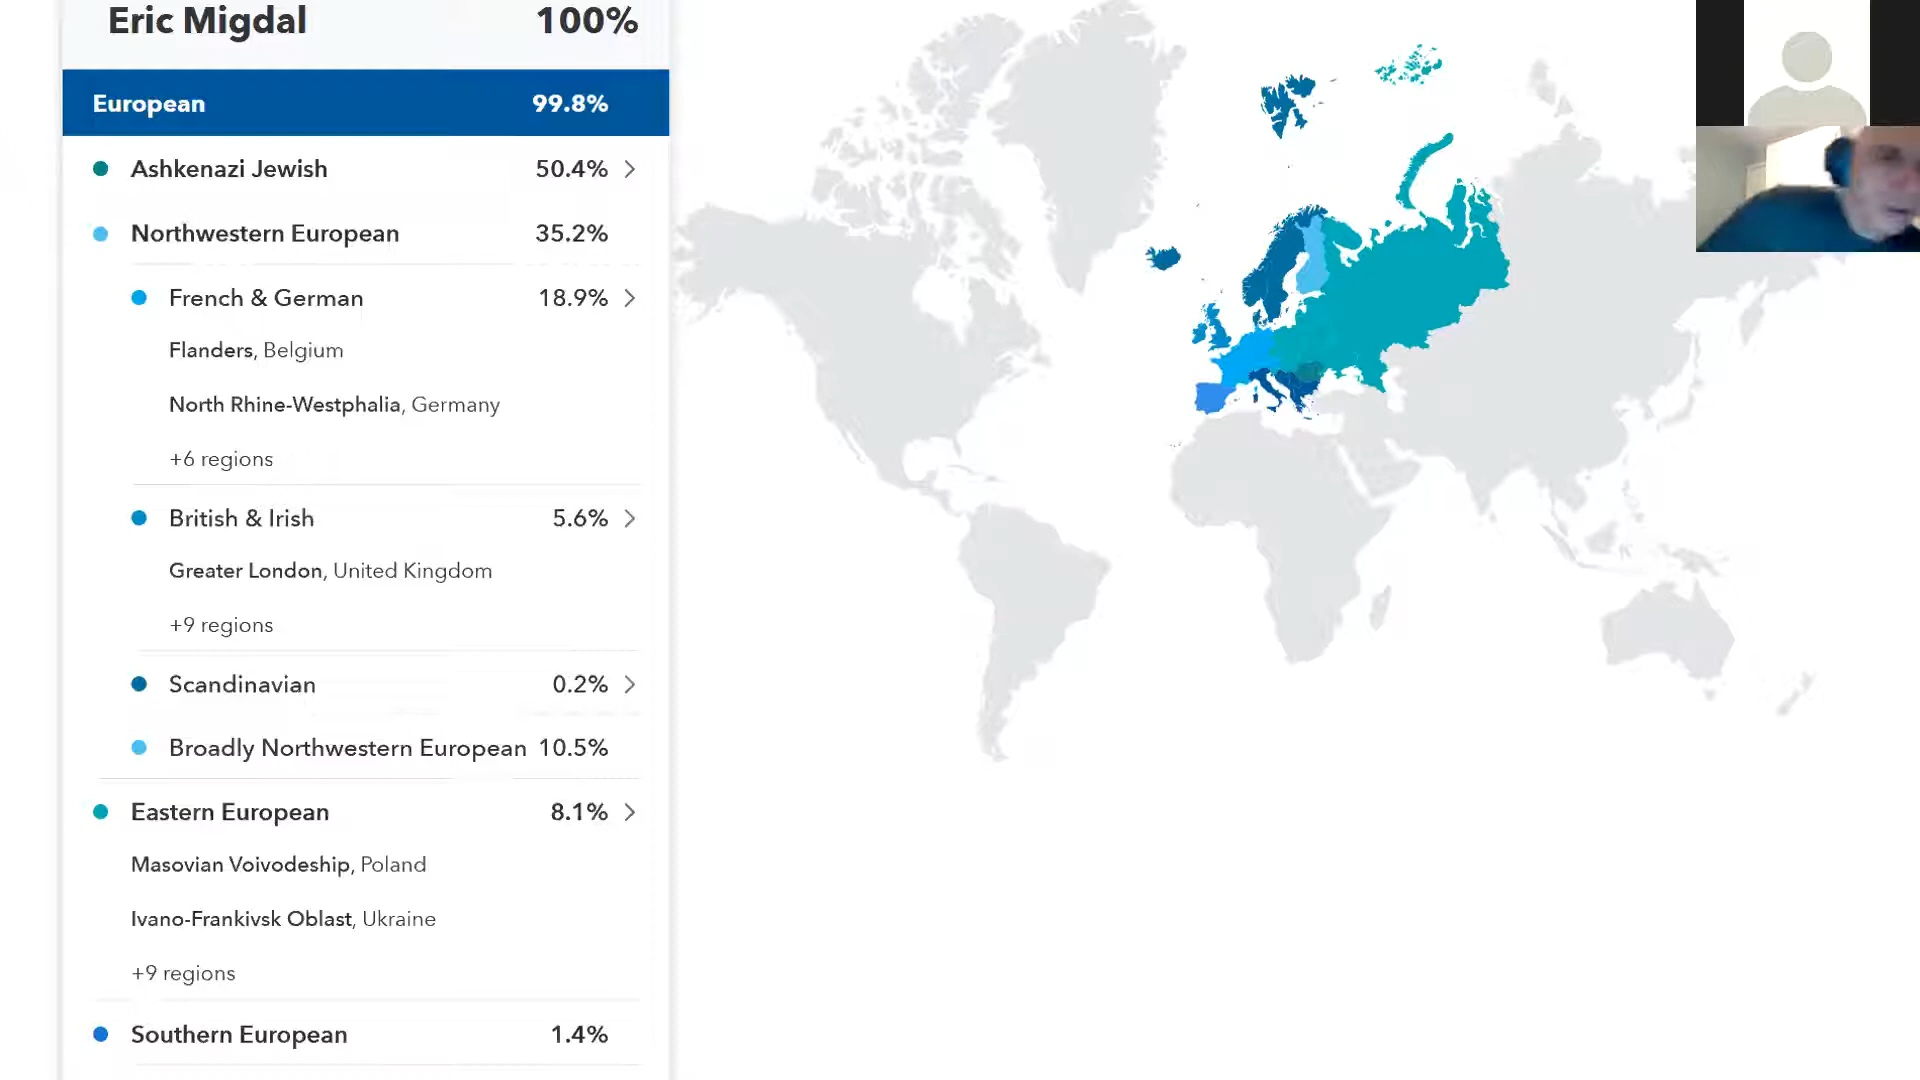 Eric Migdal 100%
European 99.8%
Ashkenazi Jewish 50.4%
Northwestern European 35.2%
French & German 18.9%
Flanders, Belgium
North Rhine-Westphalia, Germany
+6 regions
British & Irish 5.6%
Greater London, United Kingdom
+9 regions
Scandinavian 0.2%
Broadly Northwestern European 10.5%
Eastern European 8.1%
Masovian Voivodeship, Poland
Ivano-Frankivsk Oblast, Ukraine
+9 regions
Southern European 1.4%